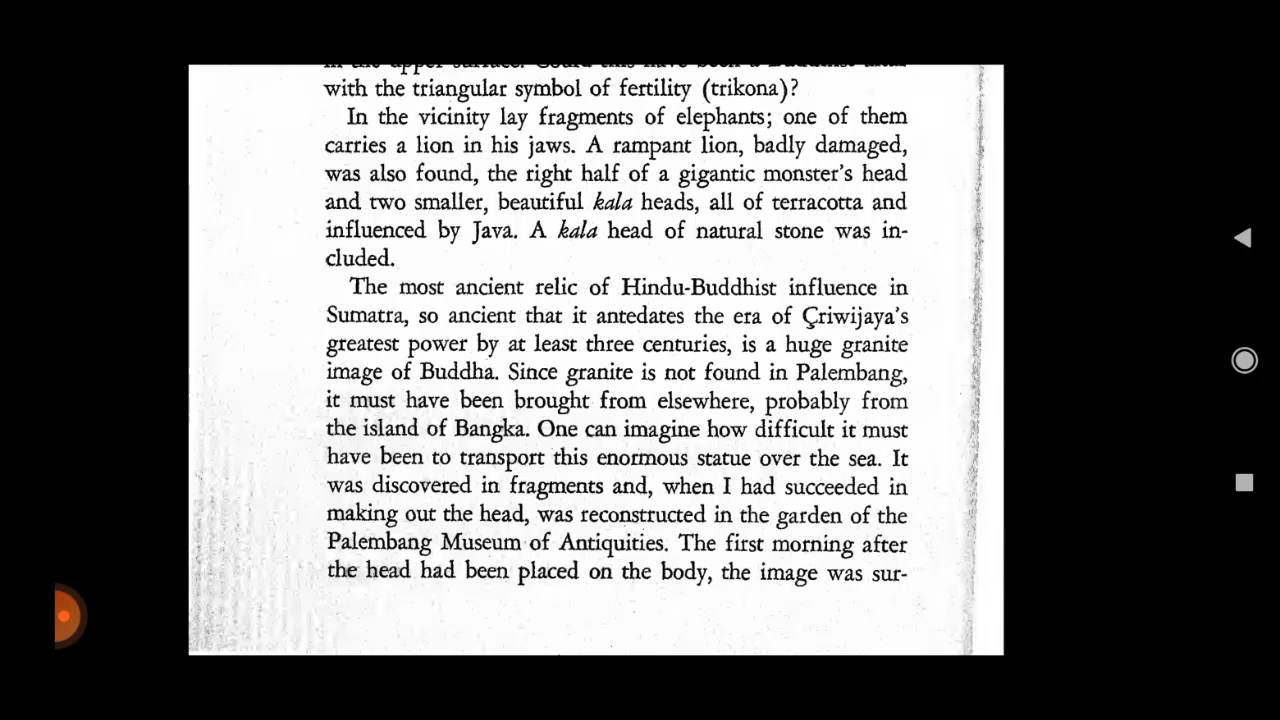 with the triangular symbol of fertility (trikona)?
In the vicinity lay fragments of elephants; one of them
carries a lion in his jaws. A rampant lion, badly damaged,
was also found, the right half of a gigantic monster's head
and two smaller, beautiful kala heads, all of terracotta and
influenced by Java. A kala head of natural stone was in-
cluded.
The most ancient relic of Hindu-Buddhist influence in
Sumatra, so ancient that it antedates the era of Çriwijaya's
greatest power by at least three centuries, is a huge granite
image of Buddha. Since granite is not found in Palembang,
it must have been brought from elsewhere, probably from
the island of Bangka. One can imagine how difficult it must
have been to transport this enormous statue over the sea. It
was discovered in fragments and, when I had succeeded in
making out the head, was reconstructed in the garden of the
Palembang Museum of Antiquities. The first morning after
the head had been placed on the body, the image was sur-